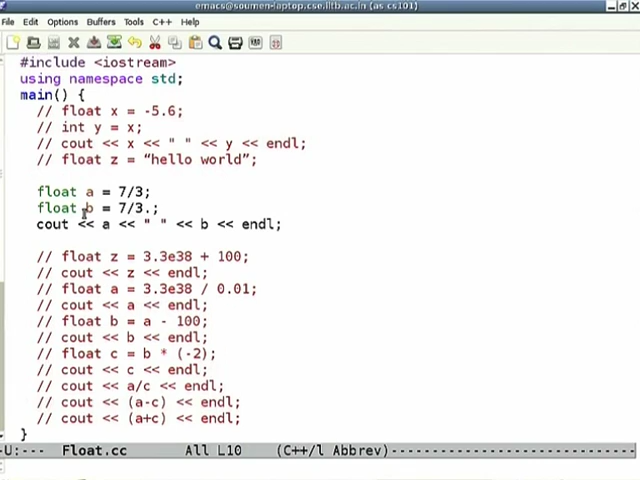 emacs@soumen-laptop.cse.iitb.ac.in (as cs101)
File Edit Options Buffers Tools C++ Help
#include <iostream>
using namespace std;
main() {
// float x = -5.6;
// int y = x;
// cout << x << " " << y << endl;
// float z = “hello world”;
float a = 7/3;
float b = 7/3.;
cout << a << " " << b << endl;
// float z = 3.3e38 + 100;
// cout << z << endl;
// float a = 3.3e38 / 0.01;
// cout << a << endl;
// float b = a - 100;
// cout << b << endl;
// float c = b * (-2);
// cout << c << endl;
// cout << a/c << endl;
// cout << (a-c) << endl;
// cout << (a+c) << endl;
}
-U:--- Float.cc All L10 (C++/l Abbrev)------------------------------